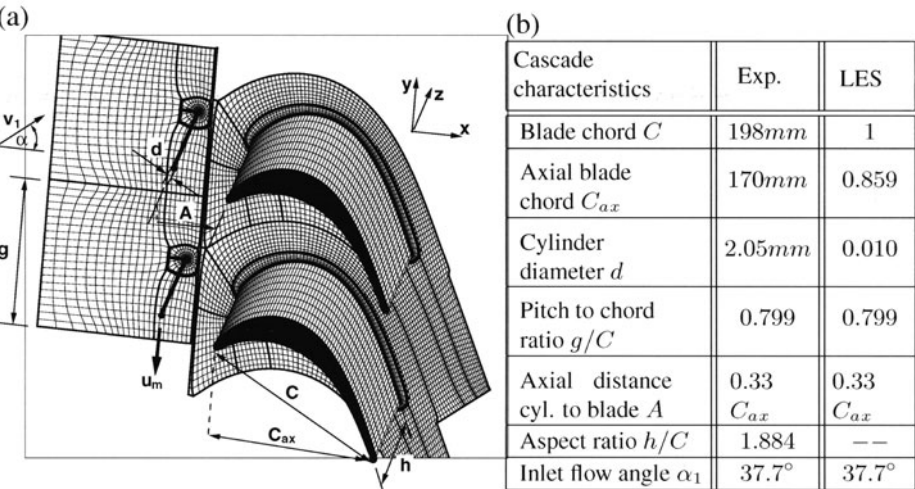 (a)
y
z
x
v₁
α
d
A
g
uₘ
C
Cₐₓ
h
(b)
Cascade characteristics Exp. LES
Blade chord C 198mm 1
Axial blade chord Cₐₓ 170mm 0.859
Cylinder diameter d 2.05mm 0.010
Pitch to chord ratio g/C 0.799 0.799
Axial distance cyl. to blade A 0.33 Cₐₓ 0.33 Cₐₓ
Aspect ratio h/C 1.884 −−
Inlet flow angle α₁ 37.7° 37.7°